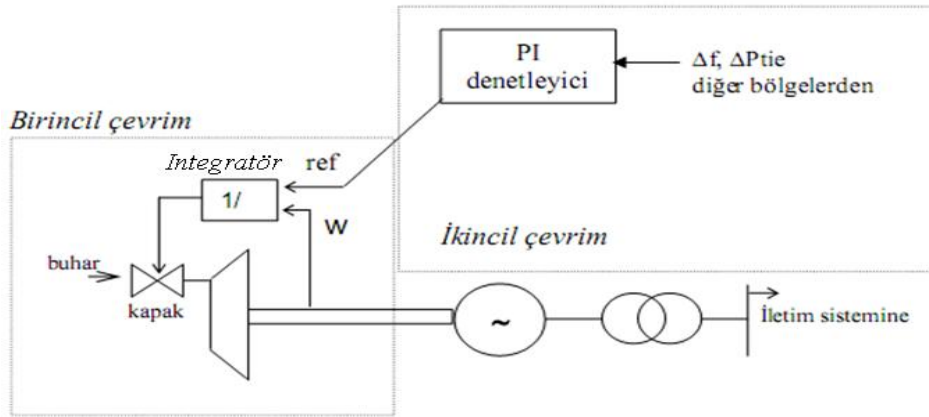 PI
denetleyici
Δf, ΔPtie
diğer bölgelerden
Birincil çevrim
Integratör
ref
1/
W
İkincil çevrim
buhar
kapak
~
İletim sistemine